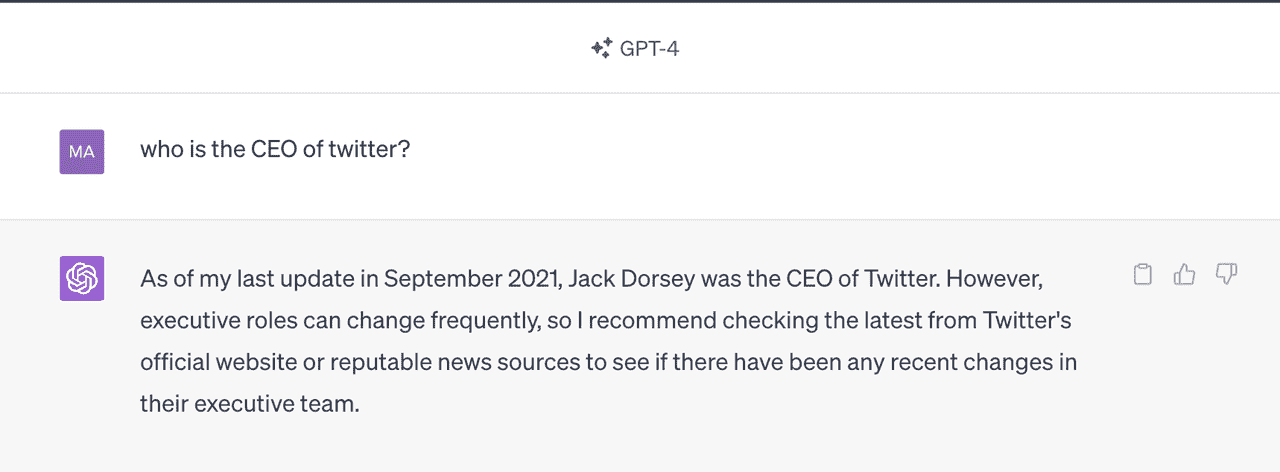 GPT-4
MA
who is the CEO of twitter?
As of my last update in September 2021, Jack Dorsey was the CEO of Twitter. However,
executive roles can change frequently, so I recommend checking the latest from Twitter's
official website or reputable news sources to see if there have been any recent changes in
their executive team.